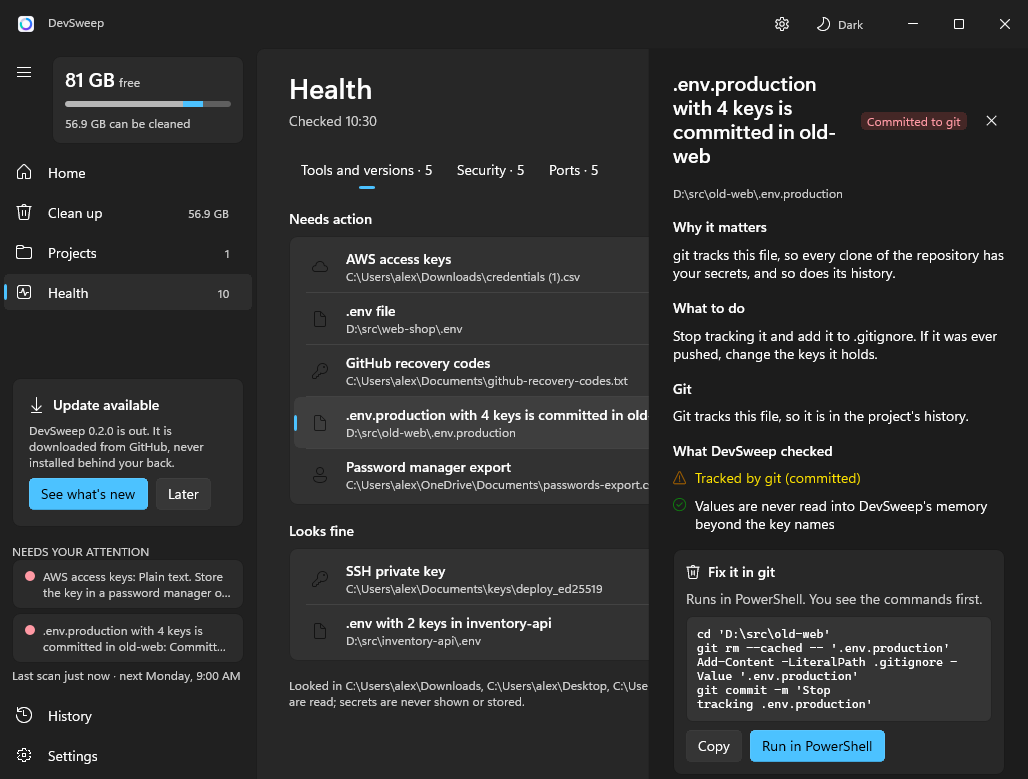 DevSweep
Dark
81 GB free
56.9 GB can be cleaned
Home
Clean up 56.9 GB
Projects 1
Health 10
Update available
DevSweep 0.2.0 is out. It is
downloaded from GitHub, never
installed behind your back.
See what's new
Later
NEEDS YOUR ATTENTION
AWS access keys: Plain text. Store
the key in a password manager o...
.env.production with 4 keys is
committed in old-web: Committ...
Last scan just now · next Monday, 9:00 AM
History
Settings
Health
Checked 10:30
Tools and versions · 5
Security · 5
Ports · 5
Needs action
AWS access keys
C:\Users\alex\Downloads\credentials (1).csv
.env file
D:\src\web-shop\.env
GitHub recovery codes
C:\Users\alex\Documents\github-recovery-codes.txt
.env.production with 4 keys is committed in old-
D:\src\old-web\.env.production
Password manager export
C:\Users\alex\OneDrive\Documents\passwords-export.c
Looks fine
SSH private key
C:\Users\alex\Documents\keys\deploy_ed25519
.env with 2 keys in inventory-api
D:\src\inventory-api\.env
Looked in C:\Users\alex\Downloads, C:\Users\alex\Desktop, C:\Use
are read; secrets are never shown or stored.
.env.production
with 4 keys is
committed in old-
web
Committed to git
D:\src\old-web\.env.production
Why it matters
git tracks this file, so every clone of the repository has
your secrets, and so does its history.
What to do
Stop tracking it and add it to .gitignore. If it was ever
pushed, change the keys it holds.
Git
Git tracks this file, so it is in the project's history.
What DevSweep checked
Tracked by git (committed)
Values are never read into DevSweep's memory
beyond the key names
Fix it in git
Runs in PowerShell. You see the commands first.
cd 'D:\src\old-web'
git rm --cached -- '.env.production'
Add-Content -LiteralPath .gitignore -
Value '.env.production'
git commit -m 'Stop
tracking .env.production'
Copy
Run in PowerShell